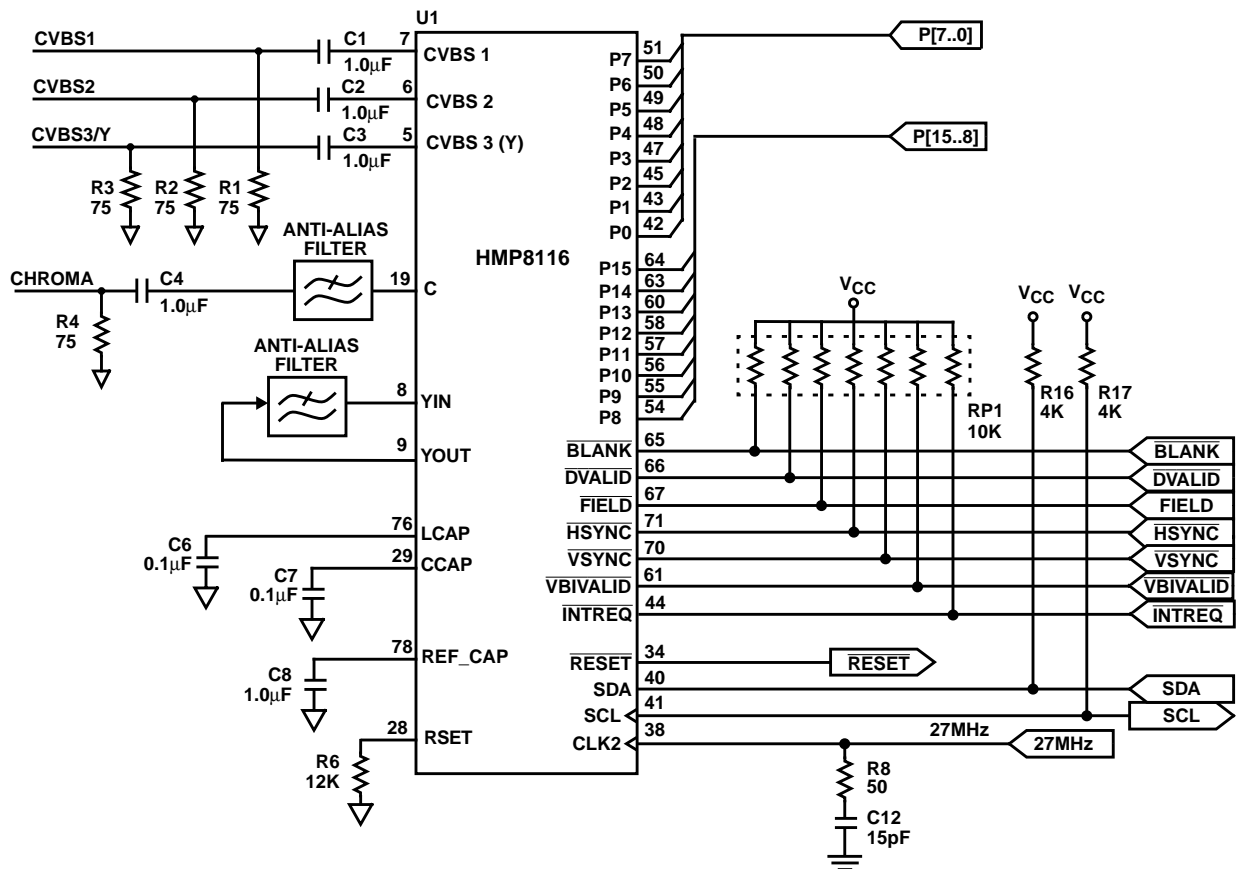 U1
HMP8116
CVBS1
C1
1.0μF
7
CVBS 1
CVBS2
C2
1.0μF
6
CVBS 2
CVBS3/Y
C3
1.0μF
5
CVBS 3 (Y)
R3
75
R2
75
R1
75
ANTI-ALIAS
FILTER
CHROMA
C4
1.0μF
19
C
R4
75
ANTI-ALIAS
FILTER
8
YIN
9
YOUT
76
LCAP
C6
0.1μF
29
CCAP
C7
0.1μF
78
REF_CAP
C8
1.0μF
28
RSET
R6
12K
P7
51
P6
50
P5
49
P4
48
P3
47
P2
45
P1
43
P0
42
P[7..0]
P15
64
P14
63
P13
60
P12
58
P11
57
P10
56
P9
55
P8
54
P[15..8]
VCC
VCC
VCC
RP1
10K
R16
4K
R17
4K
BLANK
65
BLANK
DVALID
66
DVALID
FIELD
67
FIELD
HSYNC
71
HSYNC
VSYNC
70
VSYNC
VBIVALID
61
VBIVALID
INTREQ
44
INTREQ
RESET
34
RESET
SDA
40
SDA
SCL
41
SCL
CLK2
38
27MHz
27MHz
R8
50
C12
15pF